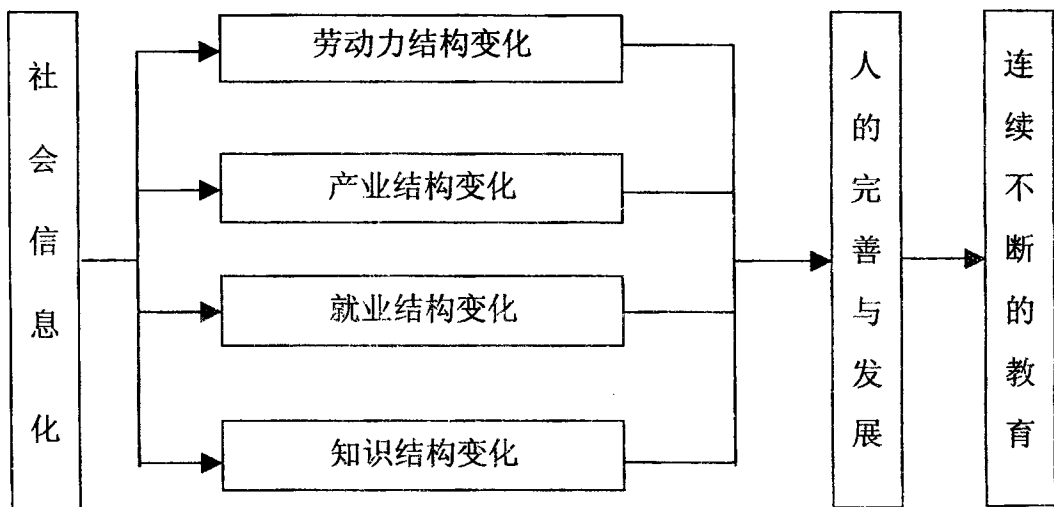 社会信息化
劳动力结构变化
产业结构变化
就业结构变化
知识结构变化
人的完善与发展
连续不断的教育